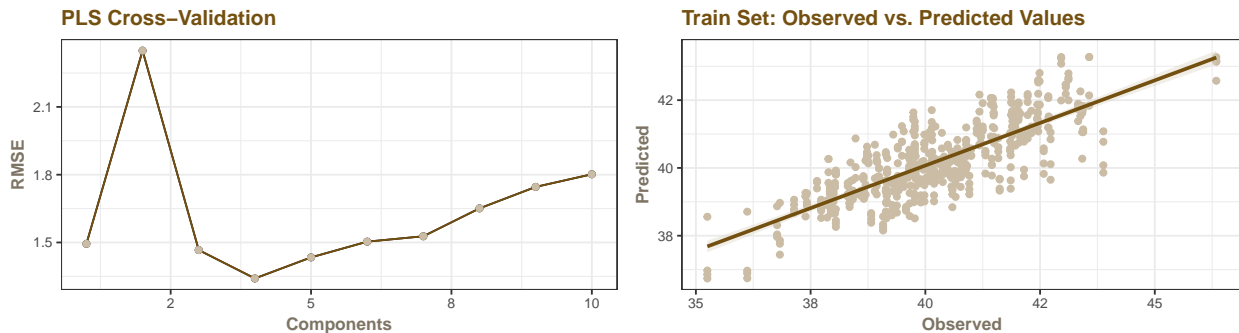 PLS Cross−Validation
2.1
1.8
1.5
RMSE
2
5
8
10
Components
Train Set: Observed vs. Predicted Values
42
40
38
Predicted
35
38
40
42
45
Observed